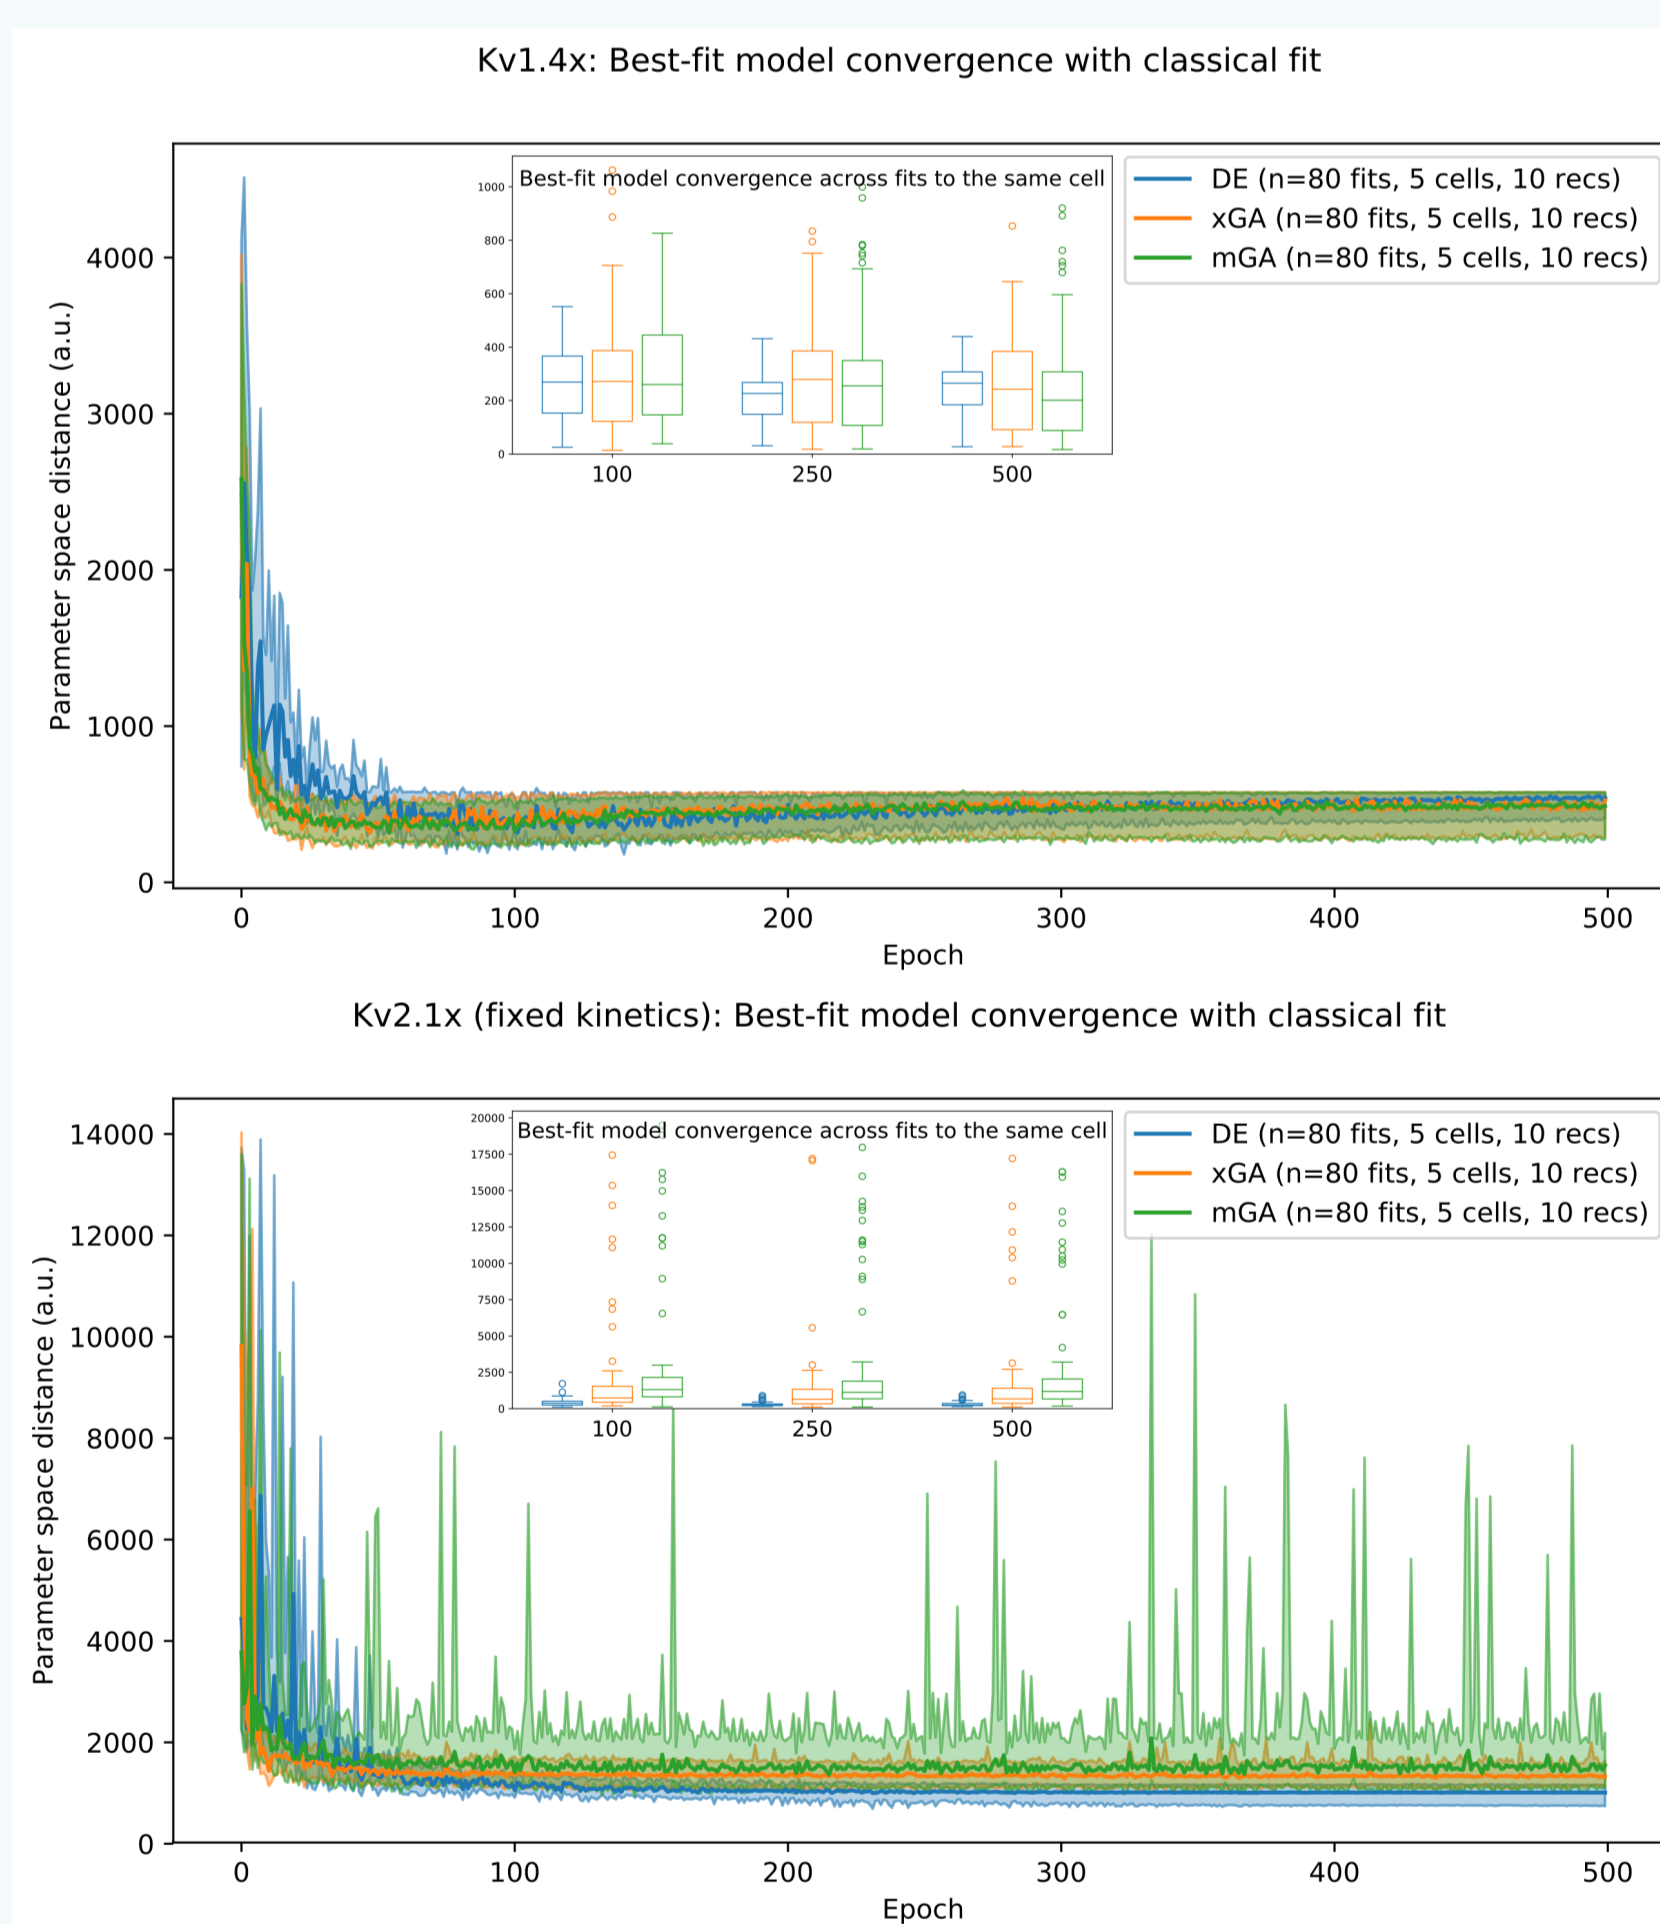 Kv1.4x: Best-fit model convergence with classical fit
Best-fit model convergence across fits to the same cell
1000
800
600
400
200
0
100 250 500
DE (n=80 fits, 5 cells, 10 recs)
xGA (n=80 fits, 5 cells, 10 recs)
mGA (n=80 fits, 5 cells, 10 recs)
Parameter space distance (a.u.)
4000
3000
2000
1000
0
0 100 200 300 400 500
Epoch
Kv2.1x (fixed kinetics): Best-fit model convergence with classical fit
Best-fit model convergence across fits to the same cell
20000
17500
15000
12500
10000
7500
5000
2500
0
100 250 500
DE (n=80 fits, 5 cells, 10 recs)
xGA (n=80 fits, 5 cells, 10 recs)
mGA (n=80 fits, 5 cells, 10 recs)
Parameter space distance (a.u.)
14000
12000
10000
8000
6000
4000
2000
0
0 100 200 300 400 500
Epoch